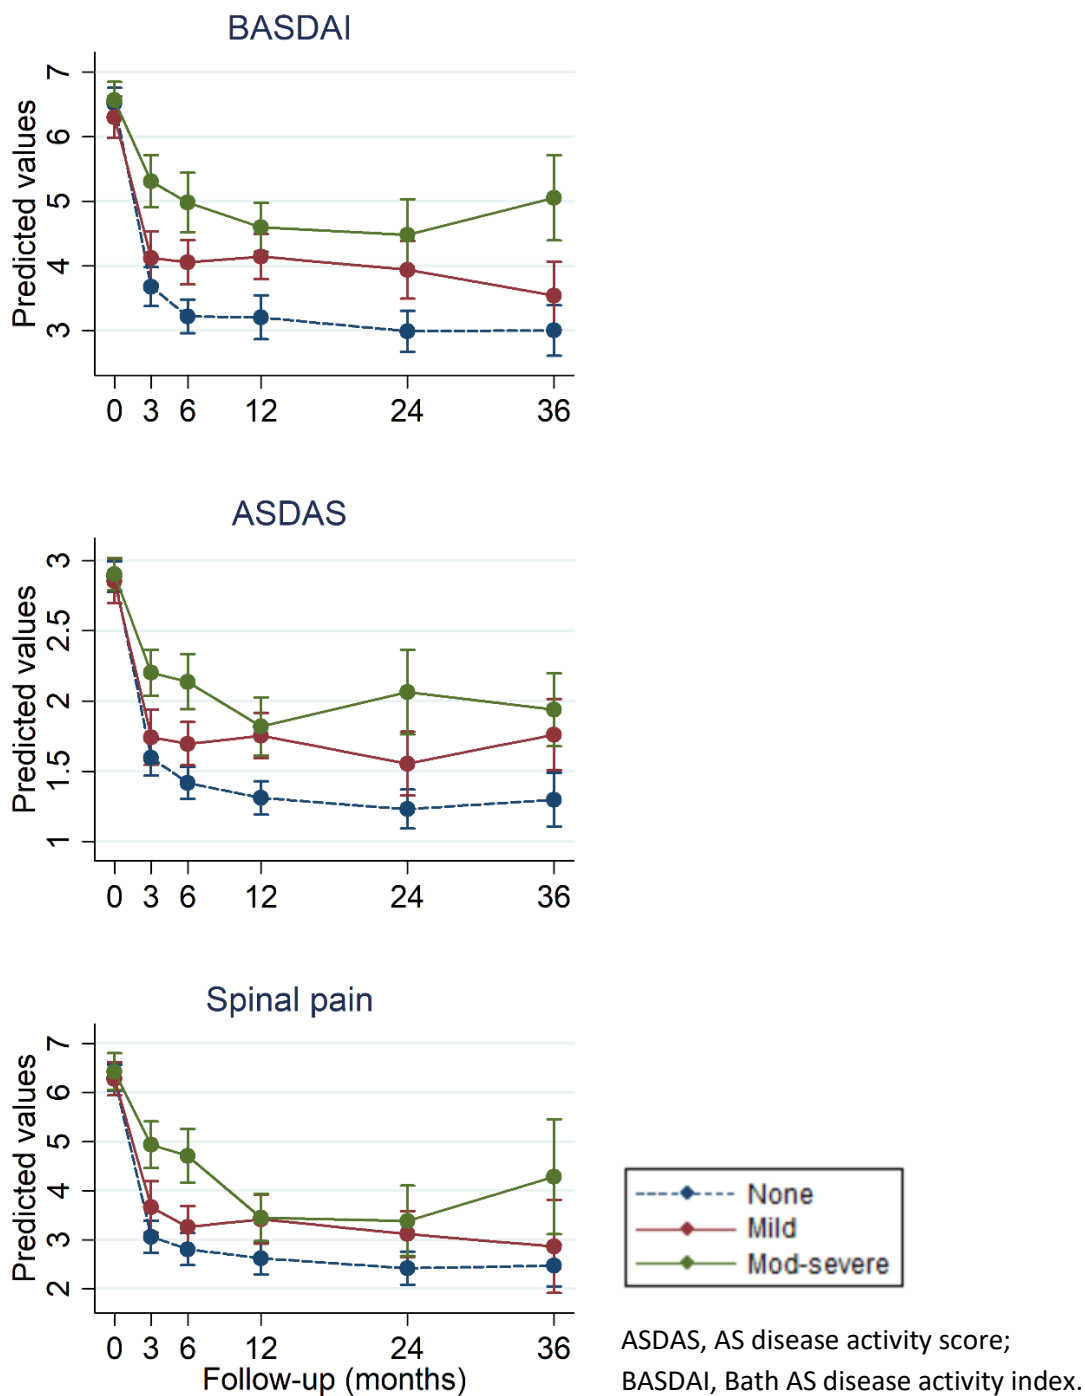 BASDAI
Predicted values
7
6
5
4
3
0 3 6 12 24 36
ASDAS
Predicted values
3
2.5
2
1.5
1
0 3 6 12 24 36
Spinal pain
Predicted values
7
6
5
4
3
2
0 3 6 12 24 36
Follow-up (months)
None
Mild
Mod-severe
ASDAS, AS disease activity score;
BASDAI, Bath AS disease activity index.